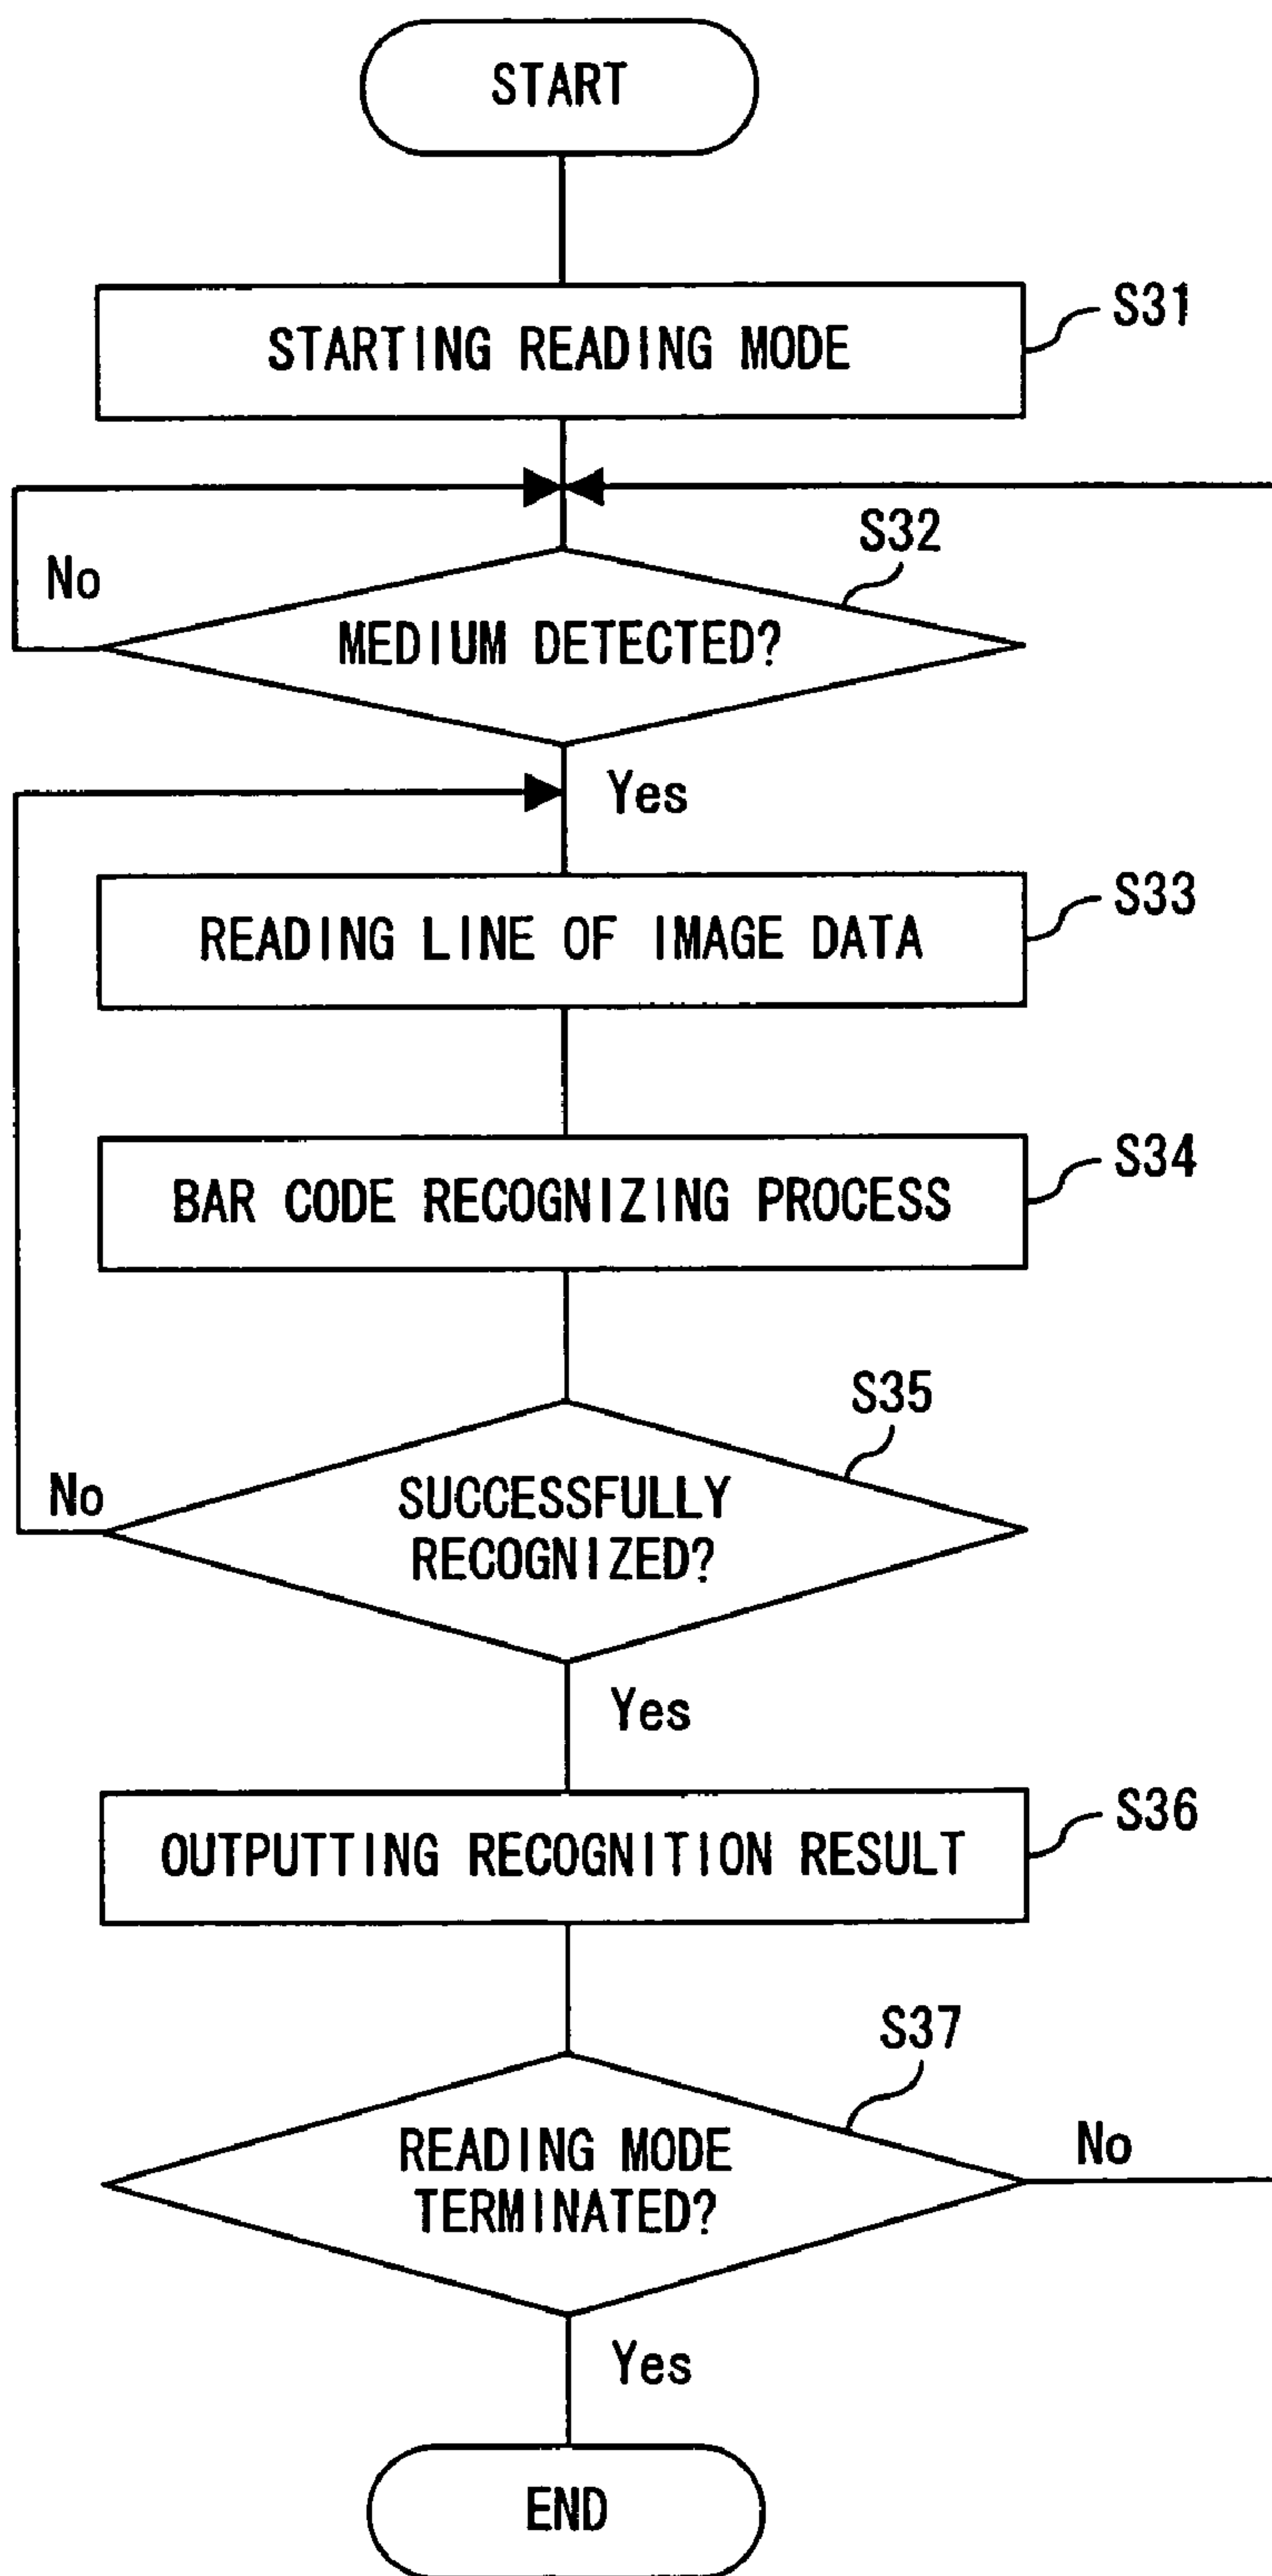 START
STARTING READING MODE
S31
S32
No
MEDIUM DETECTED?
Yes
READING LINE OF IMAGE DATA
S33
BAR CODE RECOGNIZING PROCESS
S34
S35
No
SUCCESSFULLY
RECOGNIZED?
Yes
OUTPUTTING RECOGNITION RESULT
S36
S37
READING MODE
TERMINATED?
No
Yes
END